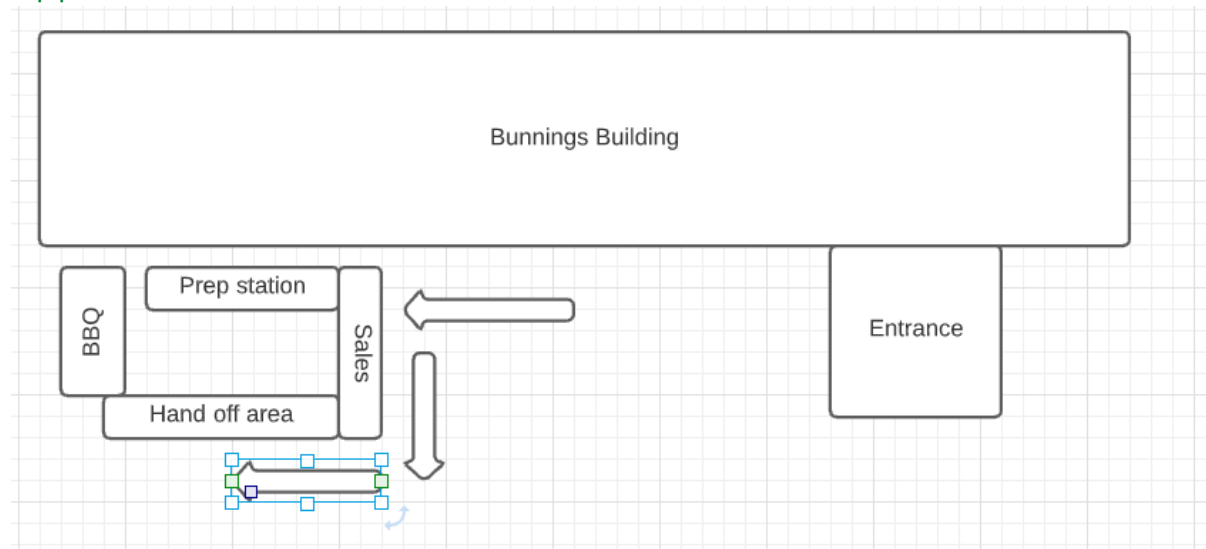 Bunnings Building
Prep station
BBQ
Sales
Entrance
Hand off area